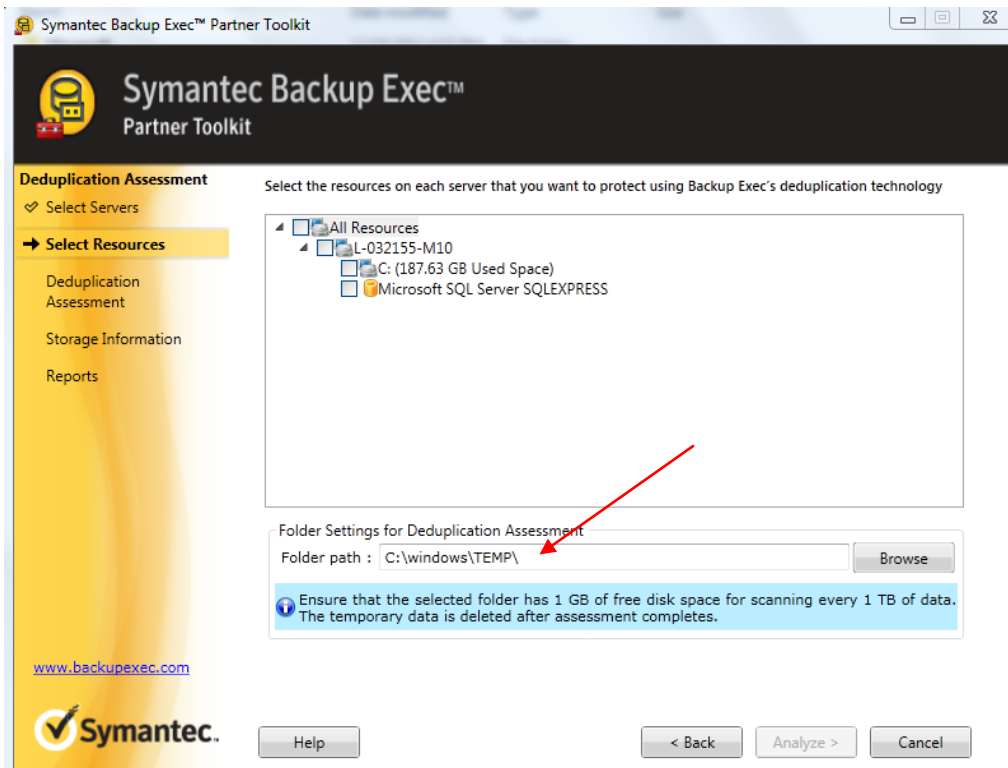 Symantec Backup Exec™ Partner Toolkit
Symantec Backup Exec™
Partner Toolkit
Deduplication Assessment
Select Servers
Select Resources
Deduplication
Assessment
Storage Information
Reports
www.backupexec.com
Symantec.
Select the resources on each server that you want to protect using Backup Exec's deduplication technology
All Resources
L-032155-M10
C: (187.63 GB Used Space)
Microsoft SQL Server SQLEXPRESS
Folder Settings for Deduplication Assessment
Folder path : C:\windows\TEMP\ Browse
Ensure that the selected folder has 1 GB of free disk space for scanning every 1 TB of data.
The temporary data is deleted after assessment completes.
Help < Back Analyze > Cancel